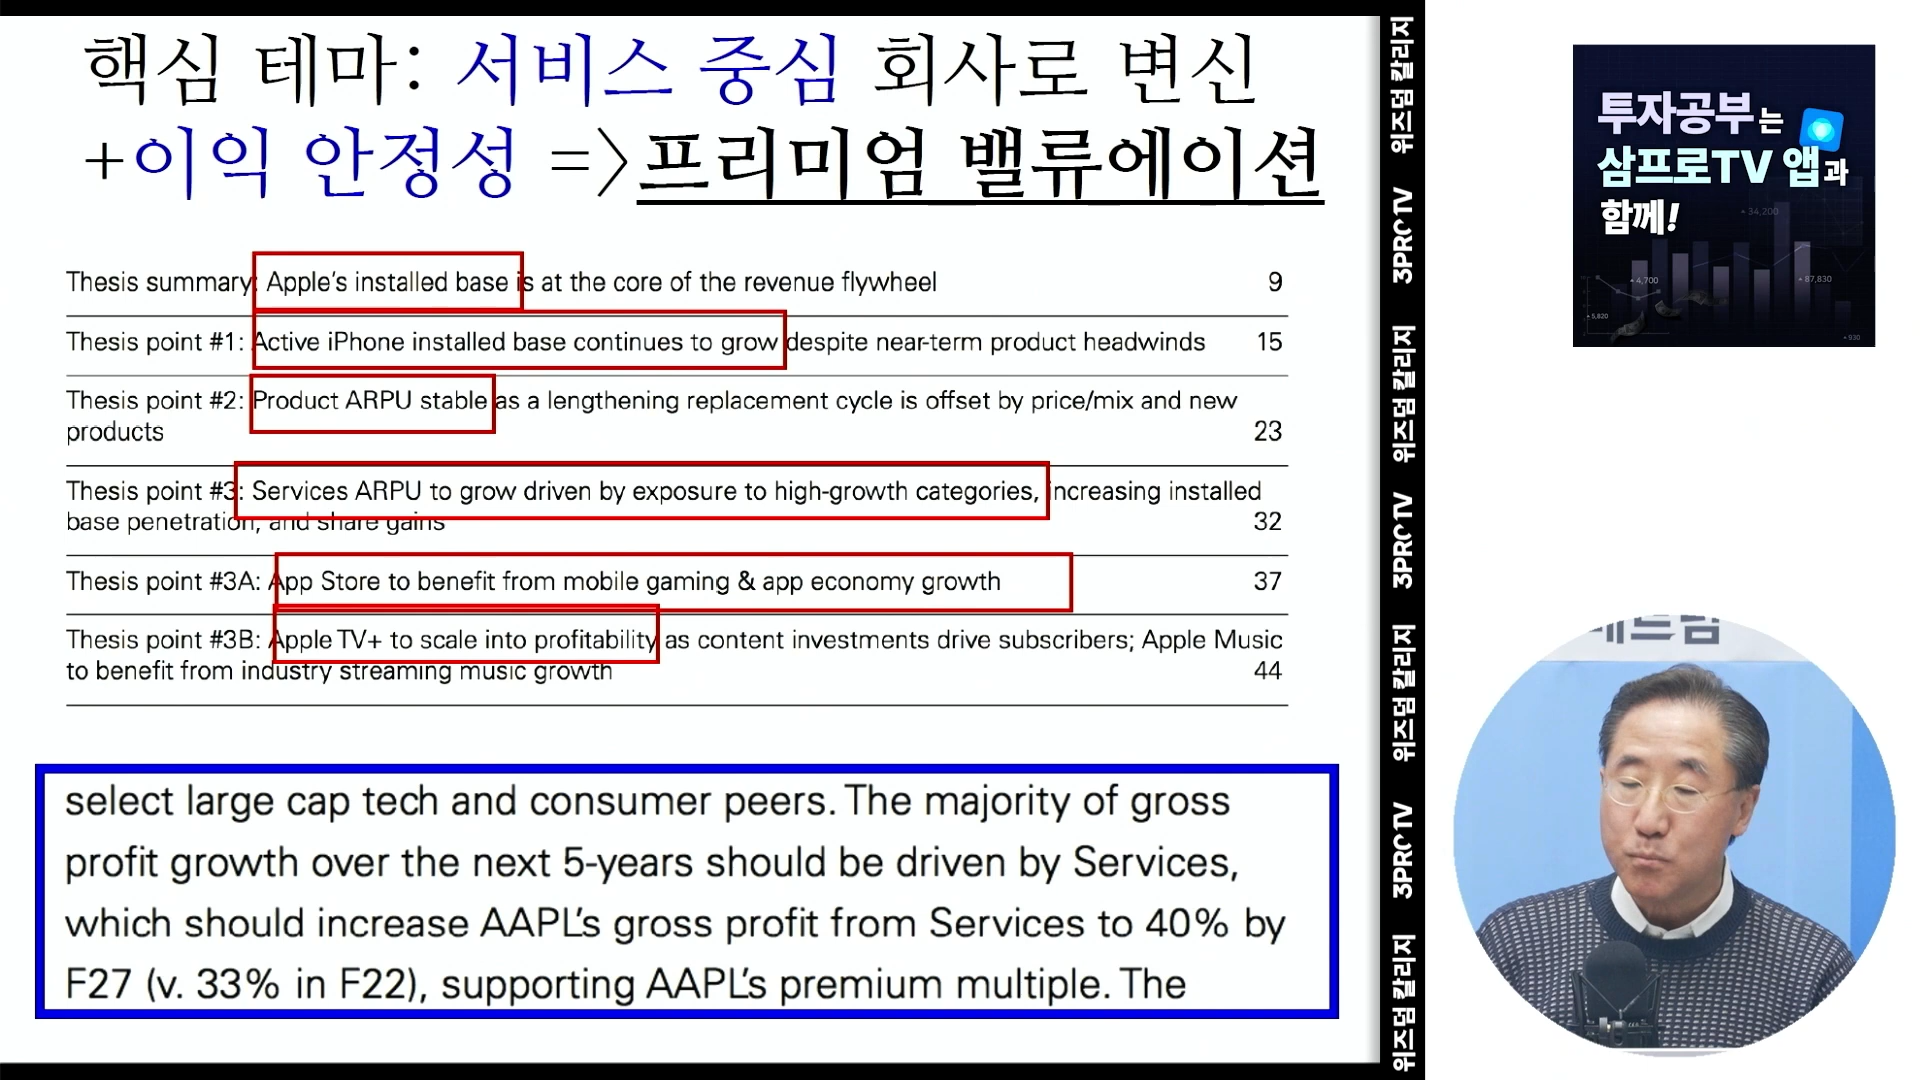 핵심 테마: 서비스 중심 회사로 변신
+이익 안정성 =>프리미엄 밸류에이션
Thesis summary: Apple's installed base is at the core of the revenue flywheel 9
Thesis point #1: Active iPhone installed base continues to grow despite near-term product headwinds 15
Thesis point #2: Product ARPU stable as a lengthening replacement cycle is offset by price/mix and new
products 23
Thesis point #3: Services ARPU to grow driven by exposure to high-growth categories, increasing installed
base penetration, and share gains 32
Thesis point #3A: App Store to benefit from mobile gaming & app economy growth 37
Thesis point #3B: Apple TV+ to scale into profitability as content investments drive subscribers; Apple Music
to benefit from industry streaming music growth 44
select large cap tech and consumer peers. The majority of gross
profit growth over the next 5-years should be driven by Services,
which should increase AAPL's gross profit from Services to 40% by
F27 (v. 33% in F22), supporting AAPL's premium multiple. The
위즈덤 칼리지
3PROTV
위즈덤 칼리지
3PROTV
위즈덤 칼리지
3PROTV
위즈덤 칼리지
투자공부는
삼프로TV 앱과
함께!
34,200
4,700
87,830
5,820
930